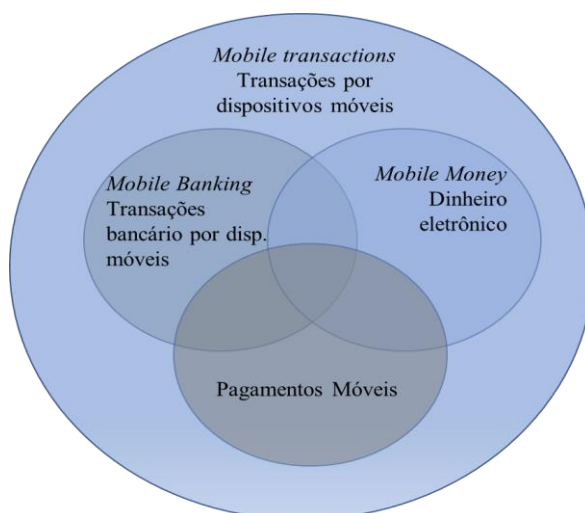 Mobile transactions
Transações por
dispositivos móveis
Mobile Banking
Transações
bancário por disp.
móveis
Mobile Money
Dinheiro
eletrônico
Pagamentos Móveis